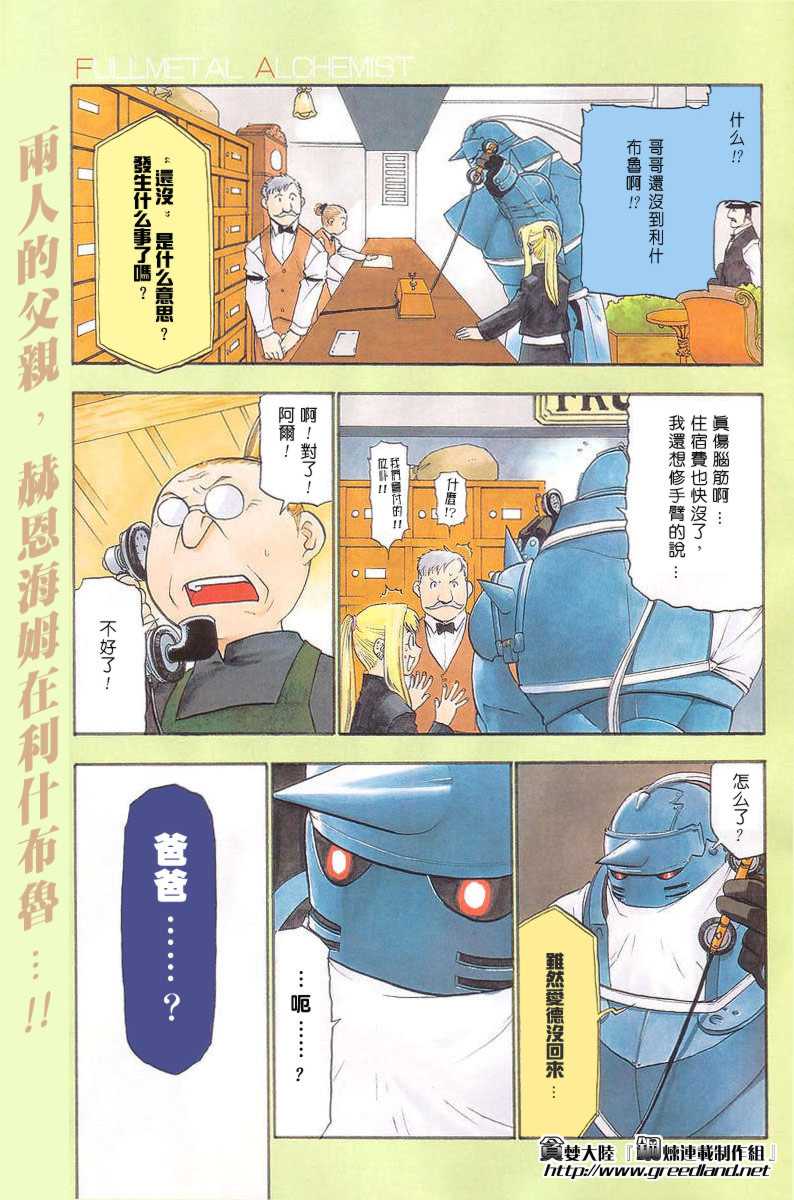 FULLMETAL ALCHEMIST
什么!?
哥哥還沒到利什
布魯啊!?
“還沒”是什么意思?
發生什么事了嗎?
眞傷腦筋啊…
住宿費也快沒了，
我還想修手臂的說…
什麼!?
我們會付的!!
啊!對了!
阿爾!
不好了!
怎么了?
雖然愛德沒回來…
…呃……?
爸爸……?
兩人的父親，赫恩海姆在利什布魯…!!
貪婪大陸『鋼煉連載制作組』
http://www.greedland.net/